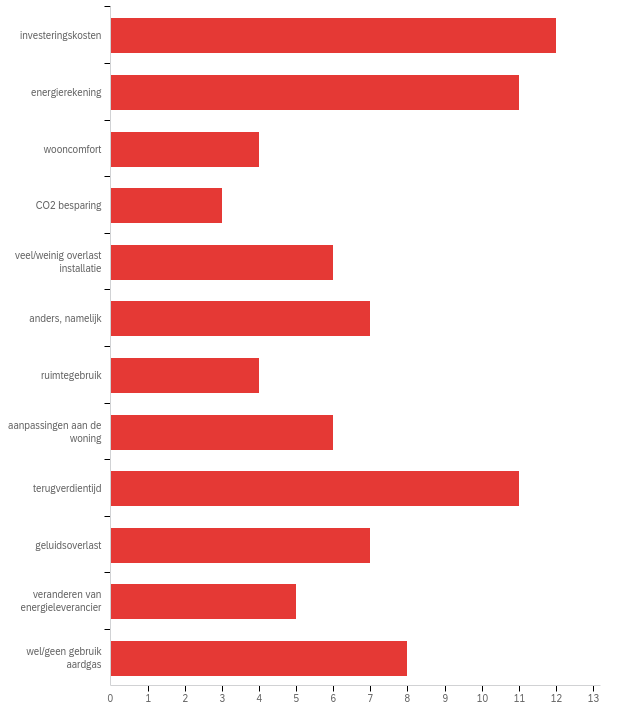 investeringskosten
energierekening
wooncomfort
CO2 besparing
veel/weinig overlast
installatie
anders, namelijk
ruimtegebruik
aanpassingen aan de
woning
terugverdientijd
geluidsoverlast
veranderen van
energieleverancier
wel/geen gebruik
aardgas
0 1 2 3 4 5 6 7 8 9 10 11 12 13